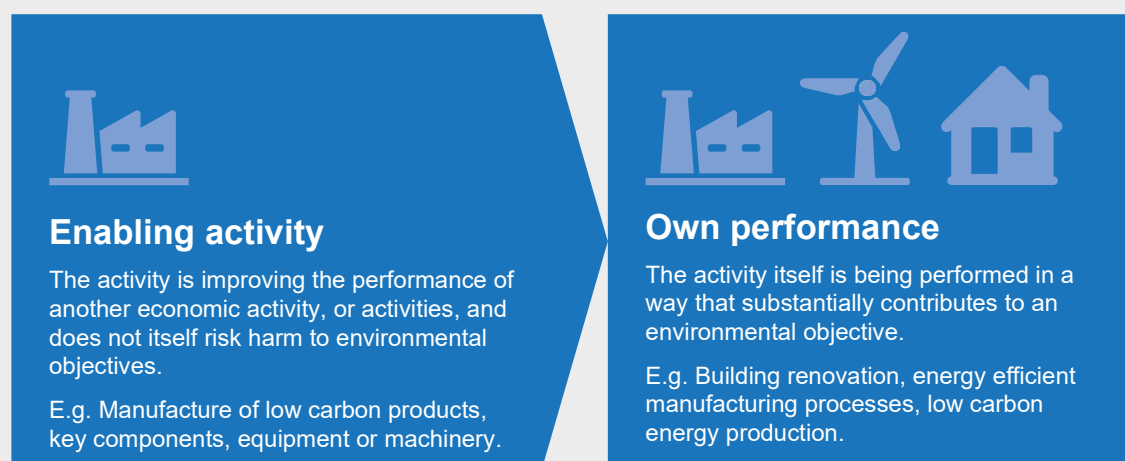 Enabling activity
The activity is improving the performance of
another economic activity, or activities, and
does not itself risk harm to environmental
objectives.
E.g. Manufacture of low carbon products,
key components, equipment or machinery.
Own performance
The activity itself is being performed in a
way that substantially contributes to an
environmental objective.
E.g. Building renovation, energy efficient
manufacturing processes, low carbon
energy production.